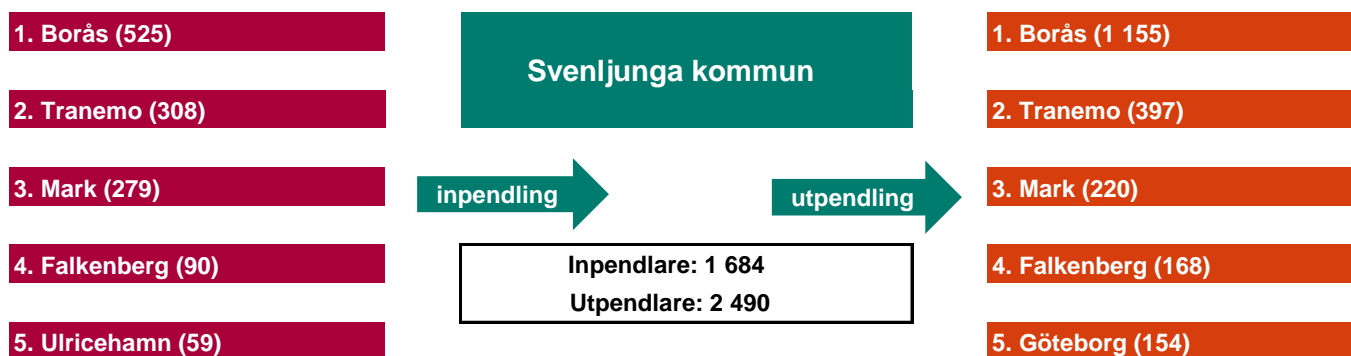 1. Borås (525)
2. Tranemo (308)
3. Mark (279)
4. Falkenberg (90)
5. Ulricehamn (59)
Svenljunga kommun
inpendling
utpendling
Inpendlare: 1 684
Utpendlare: 2 490
1. Borås (1 155)
2. Tranemo (397)
3. Mark (220)
4. Falkenberg (168)
5. Göteborg (154)